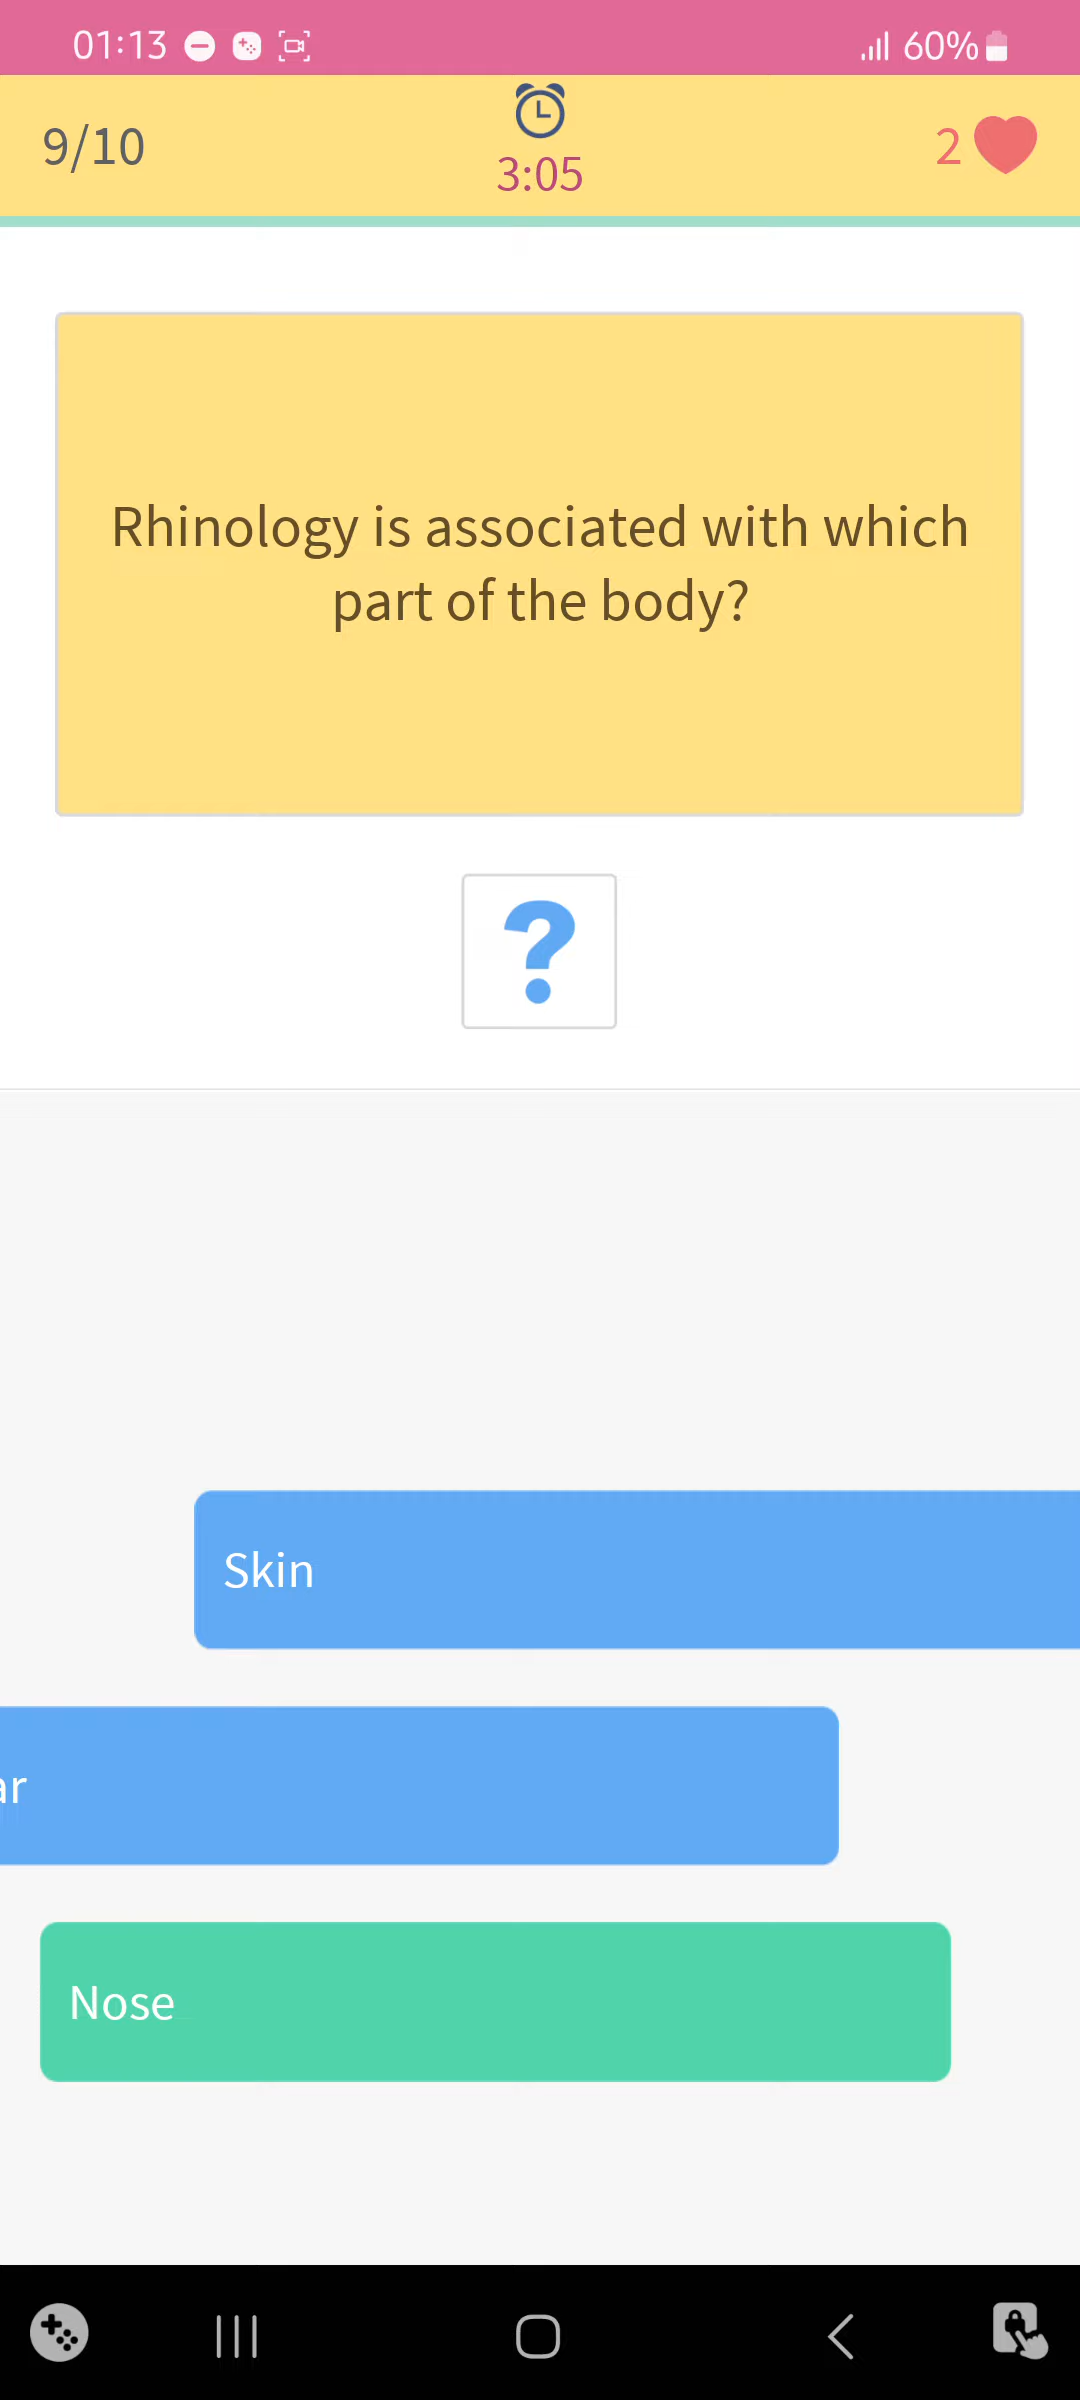 01:13
60%
9/10
3:05
2
Rhinology is associated with which
part of the body?
?
Skin
ar
Nose